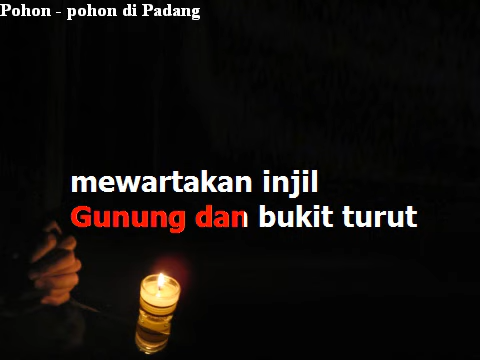 Pohon - pohon di Padang
mewartakan injil
Gunung dan bukit turut